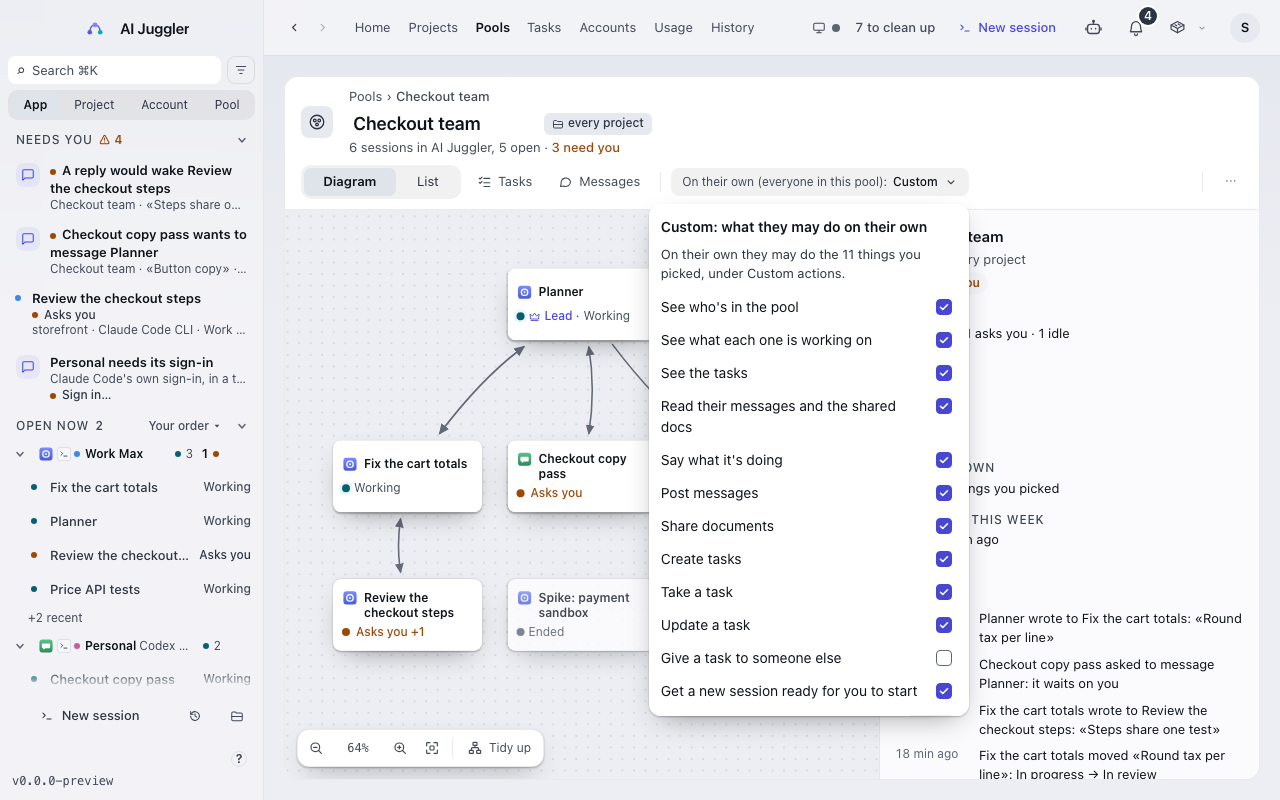 AI Juggler
Search ⌘K
App Project Account Pool
NEEDS YOU 4
A reply would wake Review
the checkout steps
Checkout team · «Steps share o…
Checkout copy pass wants to
message Planner
Checkout team · «Button copy» ·…
Review the checkout steps
Asks you
storefront · Claude Code CLI · Work …
Personal needs its sign-in
Claude Code's own sign-in, in a t…
Sign in…
OPEN NOW 2 Your order
Work Max 3 1
Fix the cart totals Working
Planner Working
Review the checkout… Asks you
Price API tests Working
+2 recent
Personal Codex … 2
Checkout copy pass Working
New session
?
v0.0.0-preview
Home Projects Pools Tasks Accounts Usage History
7 to clean up
New session
4
S
Pools › Checkout team
Checkout team
every project
6 sessions in AI Juggler, 5 open · 3 need you
Diagram List Tasks Messages
On their own (everyone in this pool): Custom
Planner
Lead · Working
Fix the cart totals
Working
Checkout copy
pass
Asks you
Review the
checkout steps
Asks you +1
Spike: payment
sandbox
Ended
64%
Tidy up
Custom: what they may do on their own
On their own they may do the 11 things you
picked, under Custom actions.
See who's in the pool
See what each one is working on
See the tasks
Read their messages and the shared
docs
Say what it's doing
Post messages
Share documents
Create tasks
Take a task
Update a task
Give a task to someone else
Get a new session ready for you to start
team
project
asks you · 1 idle
you picked
THIS WEEK
ago
Planner wrote to Fix the cart totals: «Round
tax per line»
Checkout copy pass asked to message
Planner: it waits on you
Fix the cart totals wrote to Review the
checkout steps: «Steps share one test»
18 min ago
Fix the cart totals moved «Round tax per
line»: In progress → In review